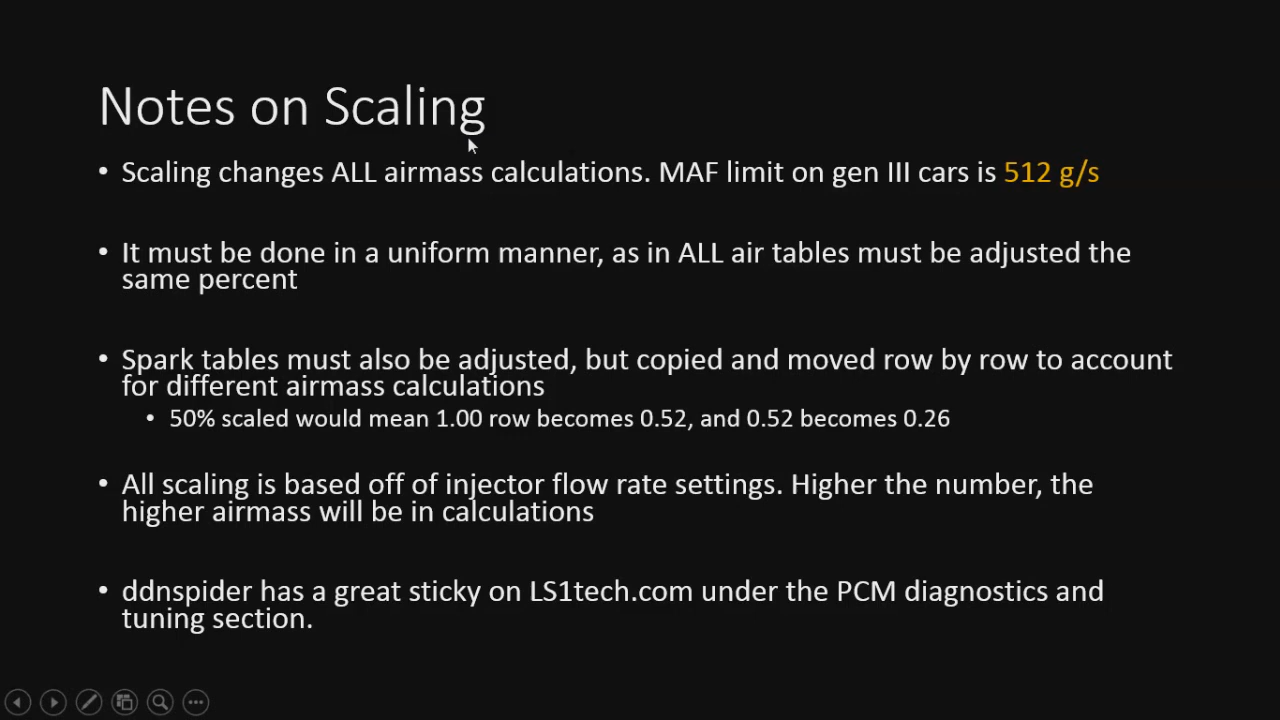 Notes on Scaling
• Scaling changes ALL airmass calculations. MAF limit on gen III cars is 512 g/s
• It must be done in a uniform manner, as in ALL air tables must be adjusted the
same percent
• Spark tables must also be adjusted, but copied and moved row by row to account
for different airmass calculations
• 50% scaled would mean 1.00 row becomes 0.52, and 0.52 becomes 0.26
• All scaling is based off of injector flow rate settings. Higher the number, the
higher airmass will be in calculations
• ddnspider has a great sticky on LS1tech.com under the PCM diagnostics and
tuning section.